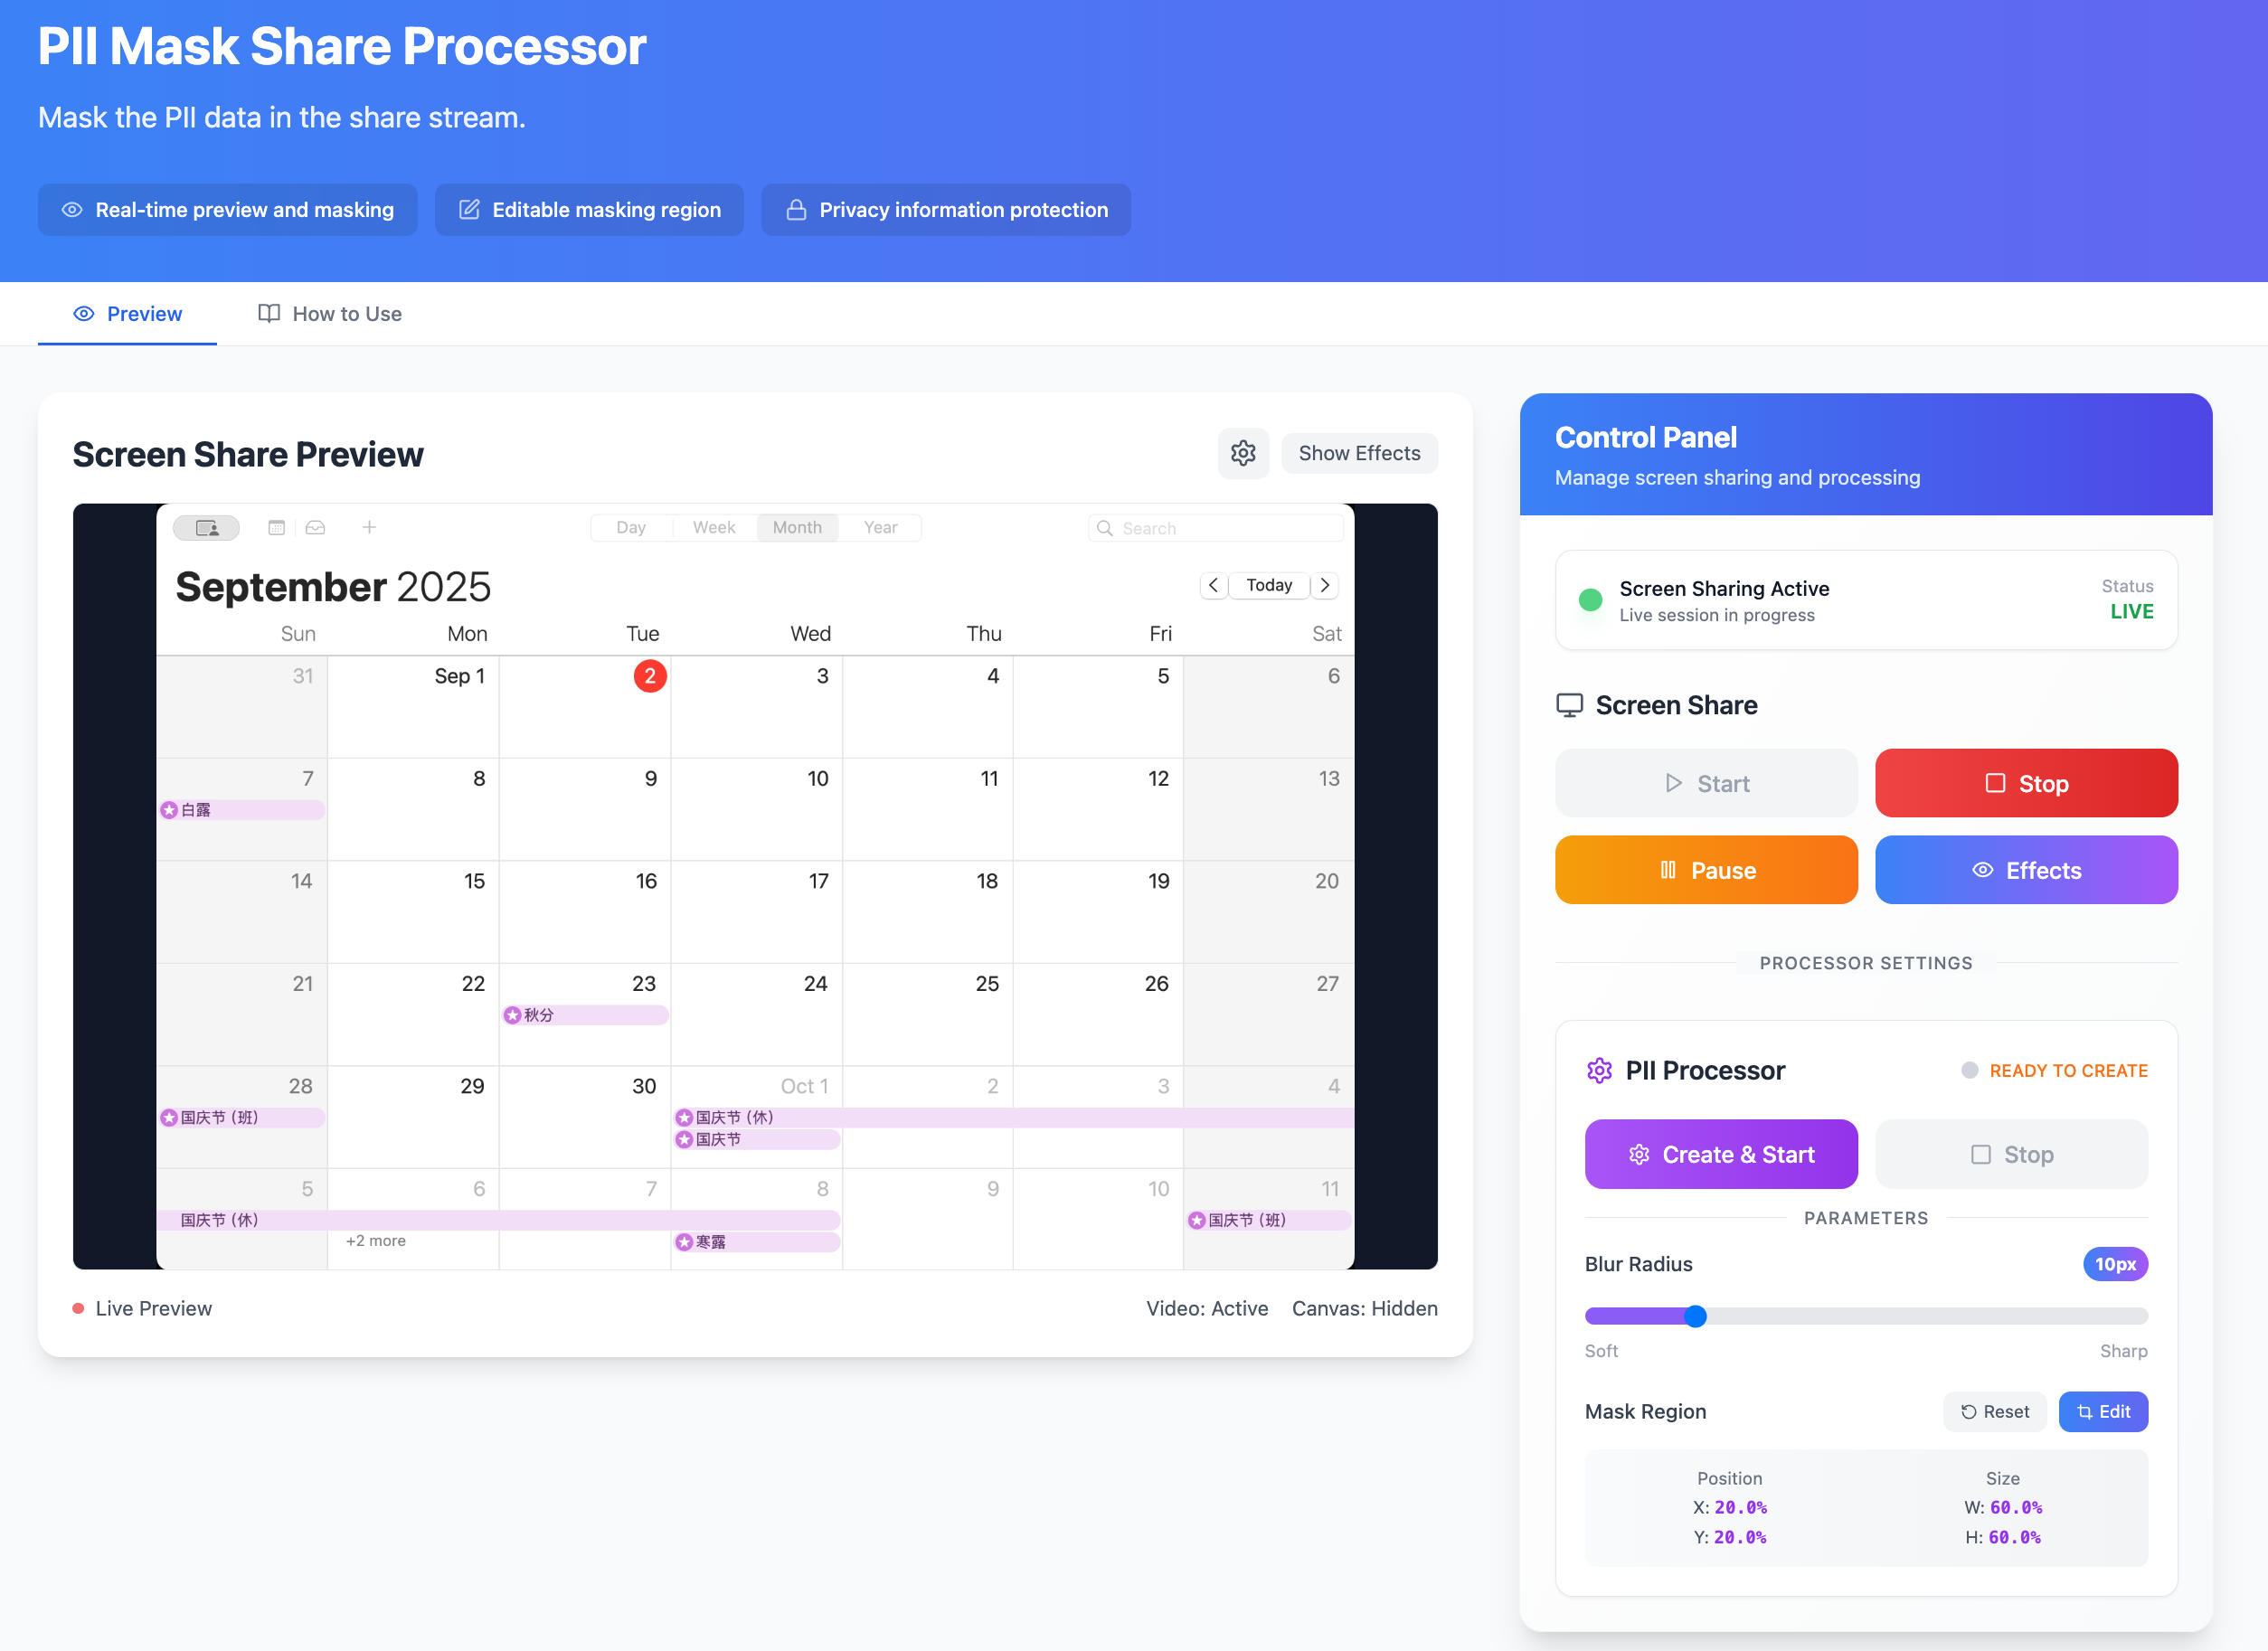 PII Mask Share Processor
Mask the PII data in the share stream.
Real-time preview and masking
Editable masking region
Privacy information protection
Preview
How to Use
Screen Share Preview
Show Effects
Day Week Month Year
Search
September 2025
Today
Sun Mon Tue Wed Thu Fri Sat
31 Sep 1 2 3 4 5 6
7 8 9 10 11 12 13
白露
14 15 16 17 18 19 20
21 22 23 24 25 26 27
秋分
28 29 30 Oct 1 2 3 4
国庆节 (班) 国庆节 (休)
国庆节
5 6 7 8 9 10 11
国庆节 (休) 国庆节 (班)
+2 more 寒露
Live Preview
Video: Active Canvas: Hidden
Control Panel
Manage screen sharing and processing
Screen Sharing Active
Live session in progress
Status
LIVE
Screen Share
Start
Stop
Pause
Effects
PROCESSOR SETTINGS
PII Processor
READY TO CREATE
Create & Start
Stop
PARAMETERS
Blur Radius
10px
Soft
Sharp
Mask Region
Reset
Edit
Position
X: 20.0%
Y: 20.0%
Size
W: 60.0%
H: 60.0%